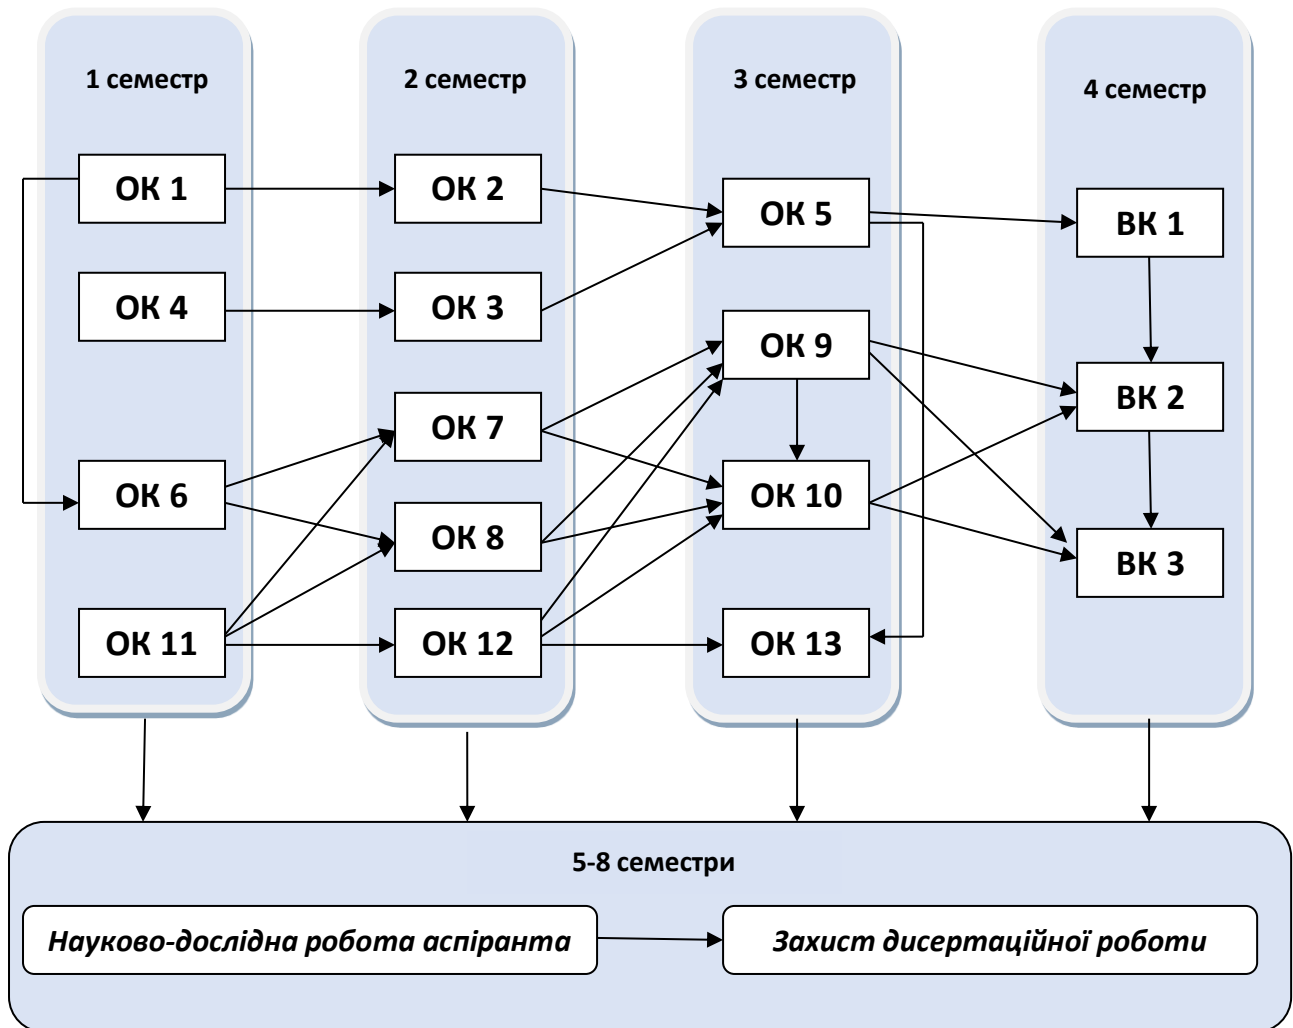 1 семестр
ОК 1
ОК 4
ОК 6
ОК 11
2 семестр
ОК 2
ОК 3
ОК 7
ОК 8
ОК 12
3 семестр
ОК 5
ОК 9
ОК 10
ОК 13
4 семестр
ВК 1
ВК 2
ВК 3
5-8 семестри
Науково-дослідна робота аспіранта
Захист дисертаційної роботи